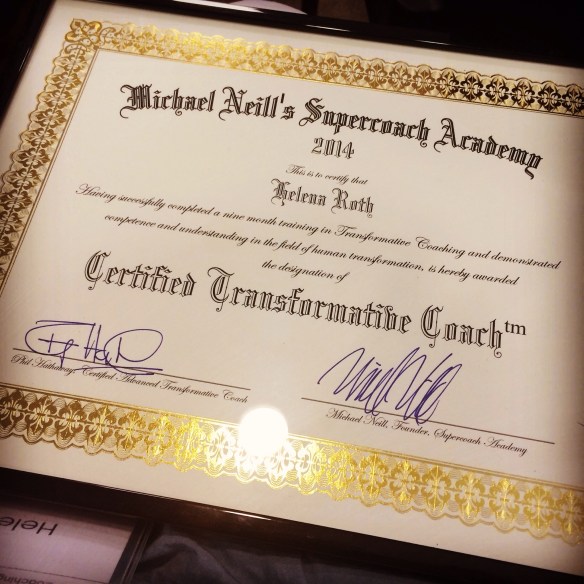 Michael Neill's Supercoach Academy
2014
This is to certify that
Helena Roth
Having successfully completed a nine month training in Transformative Coaching and demonstrated
competence and understanding in the field of human transformation, is hereby awarded
the designation of
Certified Transformative Coach™
Phil Hathaway, Certified Advanced Transformative Coach
Michael Neill, Founder, Supercoach Academy
Hele